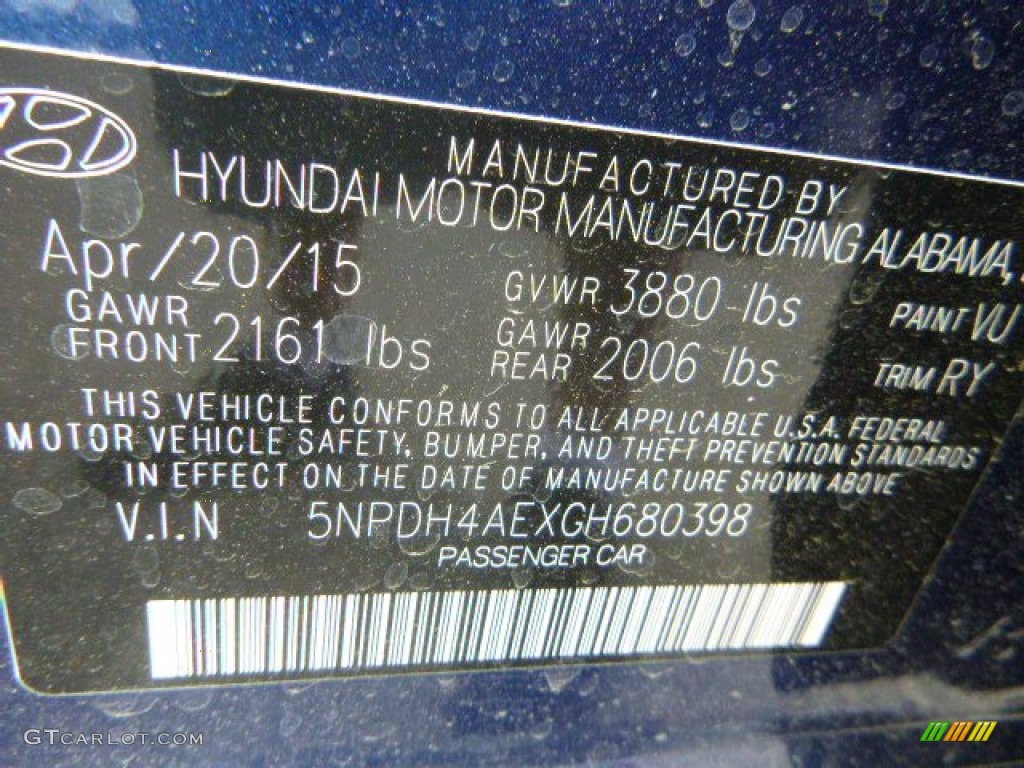 MANUFACTURED BY
HYUNDAI MOTOR MANUFACTURING ALABAMA,
Apr/20/15
GVWR 3880 lbs
PAINT VU
GAWR FRONT 2161 lbs
GAWR REAR 2006 lbs
TRIM RY
THIS VEHICLE CONFORMS TO ALL APPLICABLE U.S.A. FEDERAL
MOTOR VEHICLE SAFETY, BUMPER, AND THEFT PREVENTION STANDARDS
IN EFFECT ON THE DATE OF MANUFACTURE SHOWN ABOVE
V.I.N 5NPDH4AEXGH680398
PASSENGER CAR
GTCARLOT.COM